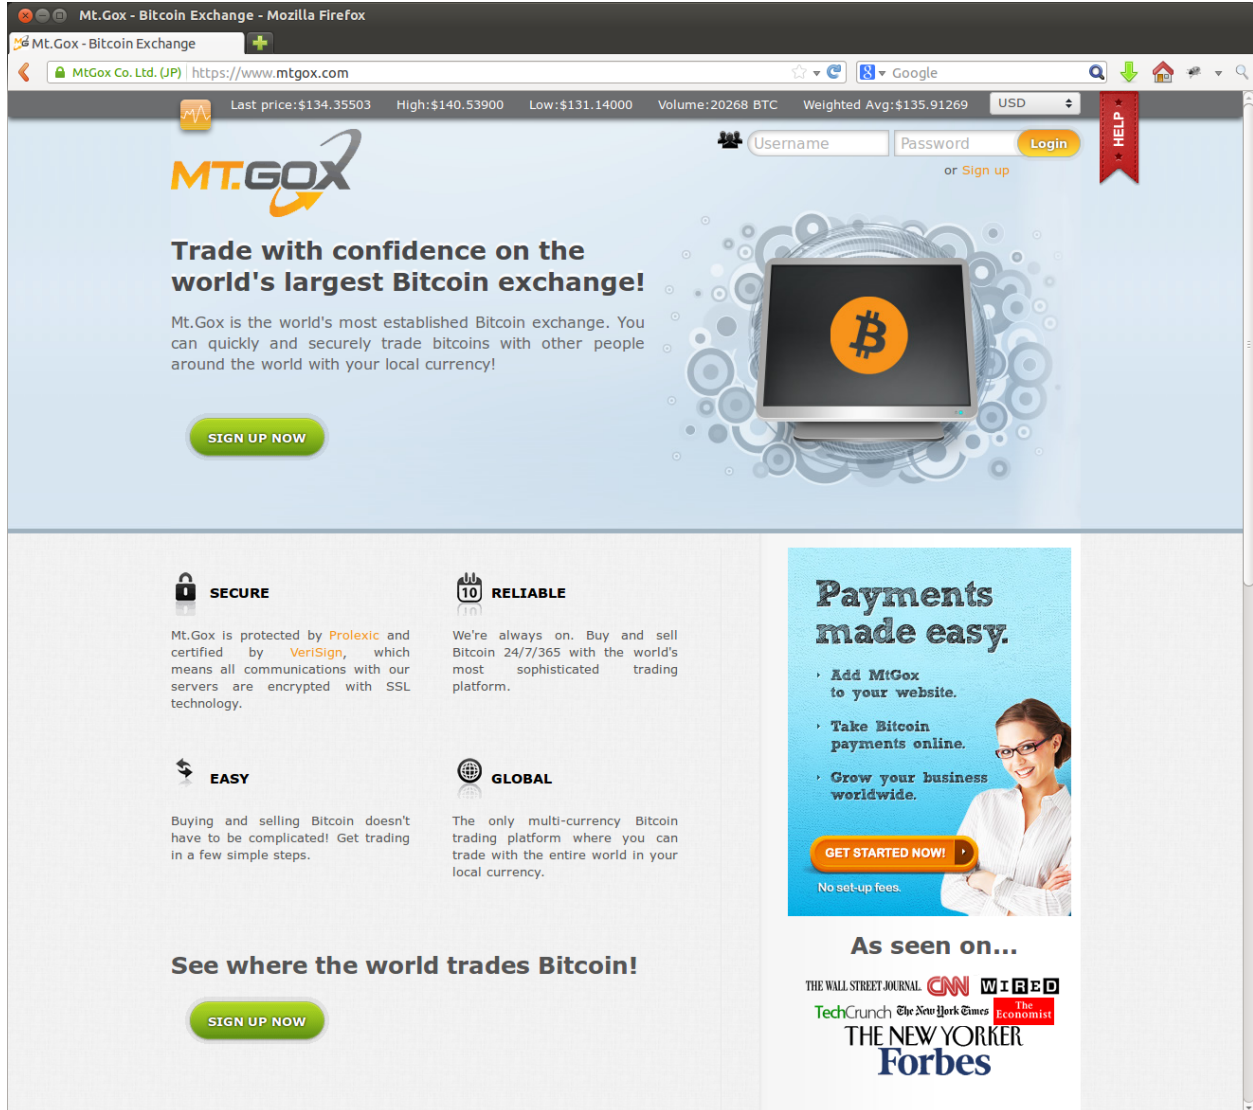 Mt.Gox - Bitcoin Exchange - Mozilla Firefox
Mt.Gox - Bitcoin Exchange
MtGox Co. Ltd. (JP) https://www.mtgox.com
Google
Last price:$134.35503 High:$140.53900 Low:$131.14000 Volume:20268 BTC Weighted Avg:$135.91269 USD
HELP
MT.GOX
Username Password Login
or Sign up
Trade with confidence on the
world's largest Bitcoin exchange!
Mt.Gox is the world's most established Bitcoin exchange. You
can quickly and securely trade bitcoins with other people
around the world with your local currency!
SIGN UP NOW
SECURE
Mt.Gox is protected by Prolexic and
certified by VeriSign, which
means all communications with our
servers are encrypted with SSL
technology.
10
RELIABLE
We're always on. Buy and sell
Bitcoin 24/7/365 with the world's
most sophisticated trading
platform.
EASY
Buying and selling Bitcoin doesn't
have to be complicated! Get trading
in a few simple steps.
GLOBAL
The only multi-currency Bitcoin
trading platform where you can
trade with the entire world in your
local currency.
See where the world trades Bitcoin!
SIGN UP NOW
Payments
made easy.
Add MtGox
to your website.
Take Bitcoin
payments online.
Grow your business
worldwide.
GET STARTED NOW!
No set-up fees.
As seen on...
THE WALL STREET JOURNAL. CNN WIRED
TechCrunch The New York Times The Economist
THE NEW YORKER
Forbes